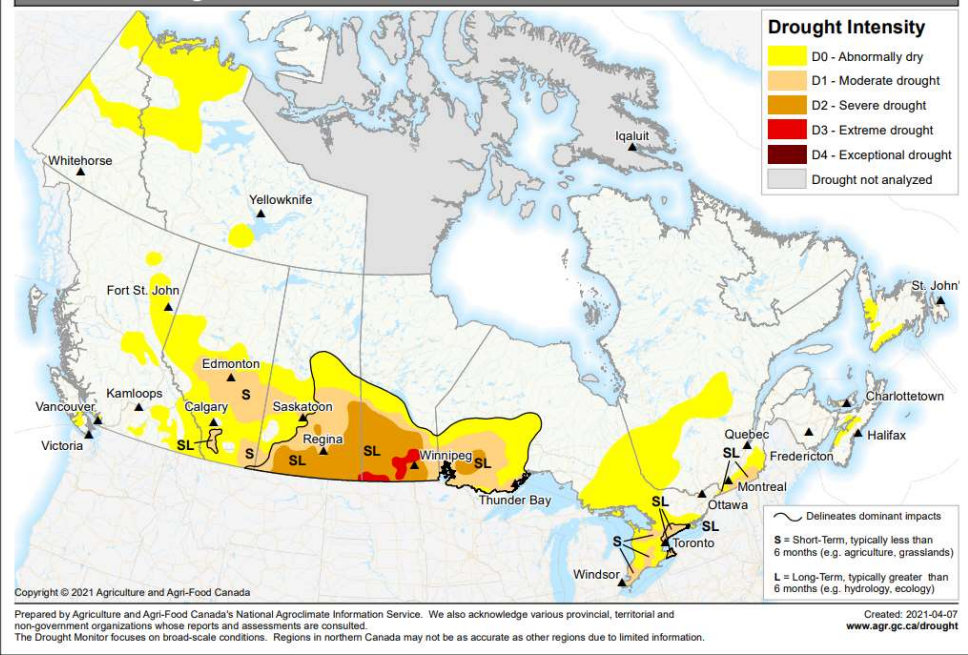 Drought Intensity
D0 - Abnormally dry
D1 - Moderate drought
D2 - Severe drought
D3 - Extreme drought
D4 - Exceptional drought
Drought not analyzed
Iqaluit
Whitehorse
Yellowknife
Fort St. John
St. John'
Edmonton
S
Kamloops
Calgary
Saskatoon
Charlottetown
Vancouver
Victoria
SL
Regina
S
SL
SL
Winnipeg
SL
Quebec
Halifax
SL
Fredericton
Thunder Bay
Montreal
Ottawa
SL
SL
S
Toronto
Windsor
Delineates dominant impacts
S = Short-Term, typically less than
6 months (e.g. agriculture, grasslands)
L = Long-Term, typically greater than
6 months (e.g. hydrology, ecology)
Copyright © 2021 Agriculture and Agri-Food Canada
Prepared by Agriculture and Agri-Food Canada's National Agroclimate Information Service. We also acknowledge various provincial, territorial and
non-government organizations whose reports and assessments are consulted.
The Drought Monitor focuses on broad-scale conditions. Regions in northern Canada may not be as accurate as other regions due to limited information.
Created: 2021-04-07
www.agr.gc.ca/drought